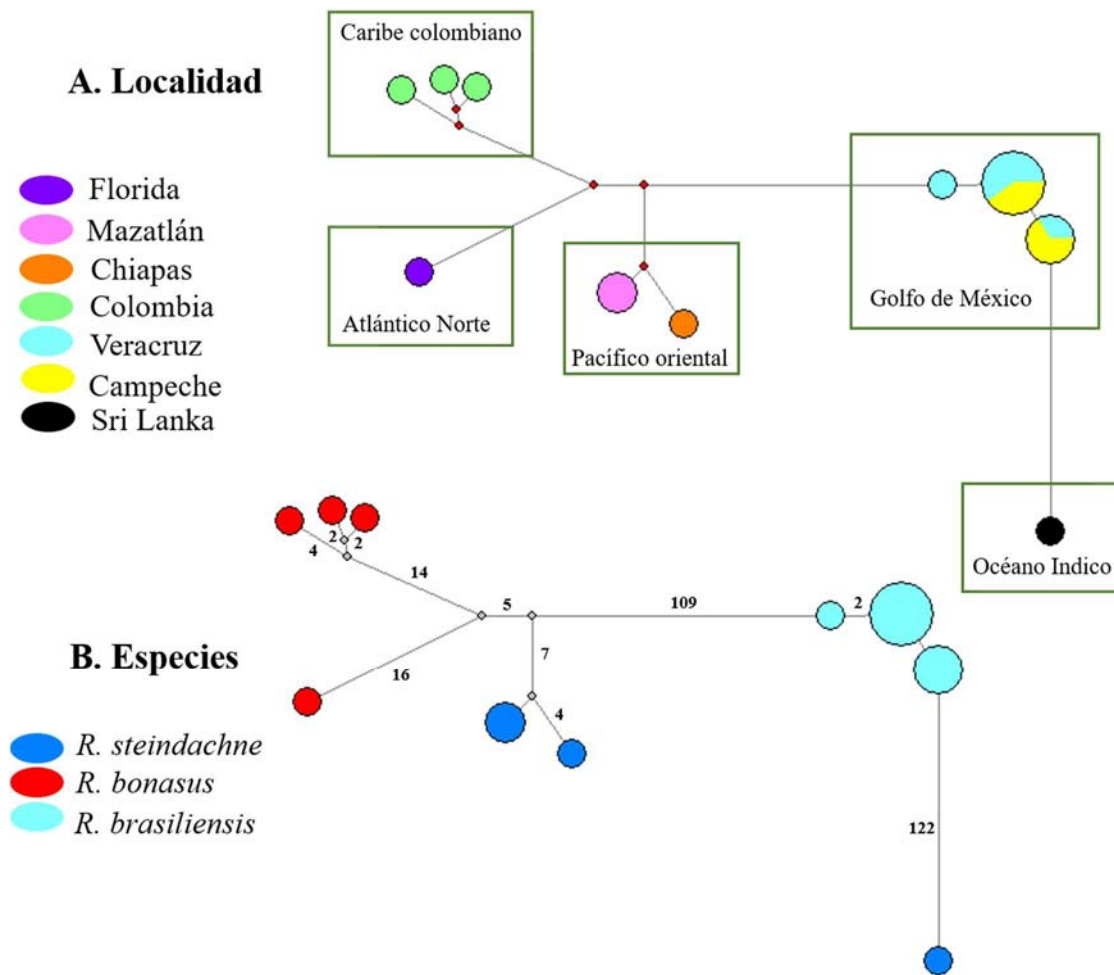 A. Localidad
Florida
Mazatlán
Chiapas
Colombia
Veracruz
Campeche
Sri Lanka
Caribe colombiano
Atlántico Norte
Pacífico oriental
Golfo de México
Océano Indico
B. Especies
R. steindachne
R. bonasus
R. brasiliensis
4
2
2
14
5
109
2
16
7
4
122